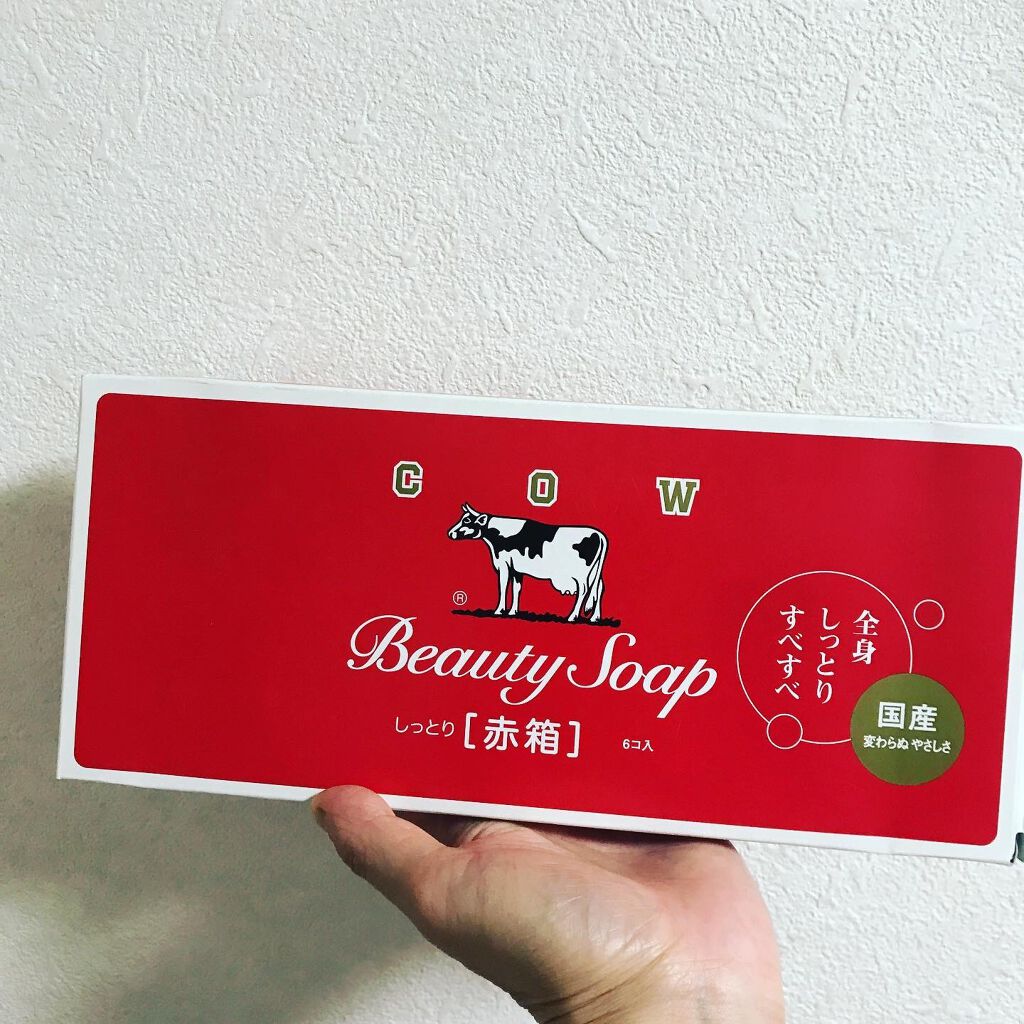 COW
®
Beauty Soap
しっとり [赤箱] 6コ入
全身
しっとり
すべすべ
国産
変わらぬ やさしさ